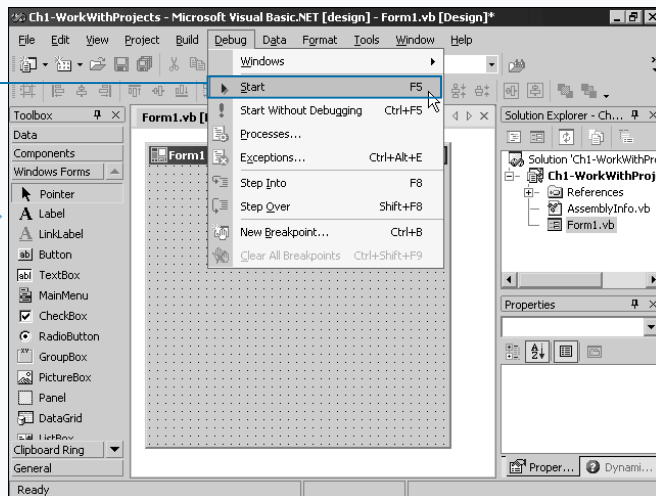 Ch1-WorkWithProjects - Microsoft Visual Basic.NET [design] - Form1.vb [Design]*
File Edit View Project Build Debug Data Format Tools Window Help
Windows
Start F5
Start Without Debugging Ctrl+F5
Processes...
Exceptions... Ctrl+Alt+E
Step Into F8
Step Over Shift+F8
New Breakpoint... Ctrl+B
Clear All Breakpoints Ctrl+Shift+F9
Toolbox
Data
Components
Windows Forms
Pointer
Label
LinkLabel
Button
TextBox
MainMenu
CheckBox
RadioButton
GroupBox
PictureBox
Panel
DataGrid
ListBox
Clipboard Ring
General
Form1.vb [
Form1
Solution Explorer - Ch...
Solution 'Ch1-WorkWithPr
Ch1-WorkWithProj
References
AssemblyInfo.vb
Form1.vb
Properties
Proper... Dynami...
Ready